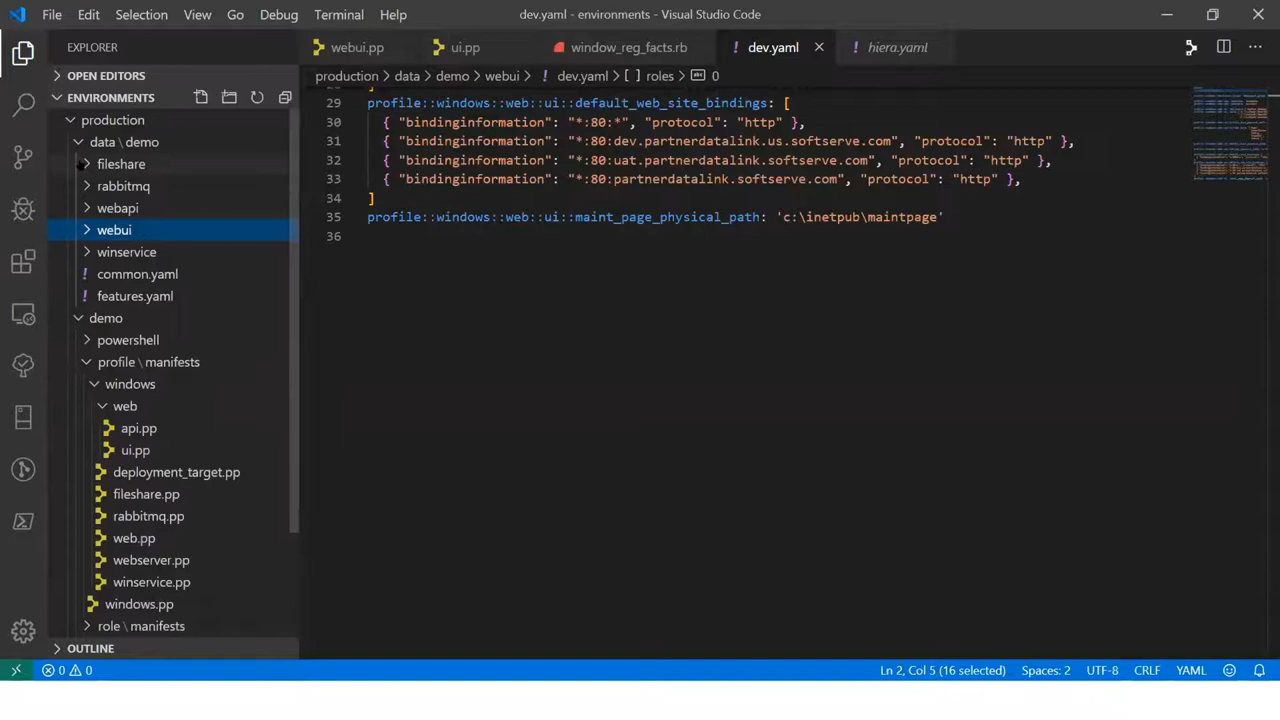 File Edit Selection View Go Debug Terminal Help dev.yaml - environments - Visual Studio Code
EXPLORER
webui.pp ui.pp window_reg_facts.rb dev.yaml hiera.yaml
OPEN EDITORS
production > data > demo > webui > ! dev.yaml > [ ] roles > abc 0
ENVIRONMENTS
production
data \ demo
fileshare
rabbitmq
webapi
webui
winservice
! common.yaml
! features.yaml
demo
powershell
profile \ manifests
windows
web
api.pp
ui.pp
deployment_target.pp
fileshare.pp
rabbitmq.pp
web.pp
webserver.pp
winservice.pp
windows.pp
role \ manifests
OUTLINE
29 profile::windows::web::ui::default_web_site_bindings: [
30 { "bindinginformation": "*:80:*", "protocol": "http" },
31 { "bindinginformation": "*:80:dev.partnerdatalink.us.softserve.com", "protocol": "http" },
32 { "bindinginformation": "*:80:uat.partnerdatalink.softserve.com", "protocol": "http" },
33 { "bindinginformation": "*:80:partnerdatalink.softserve.com", "protocol": "http" },
34 ]
35 profile::windows::web::ui::maint_page_physical_path: 'c:\inetpub\maintpage'
36
0 0 Ln 2, Col 5 (16 selected) Spaces: 2 UTF-8 CRLF YAML